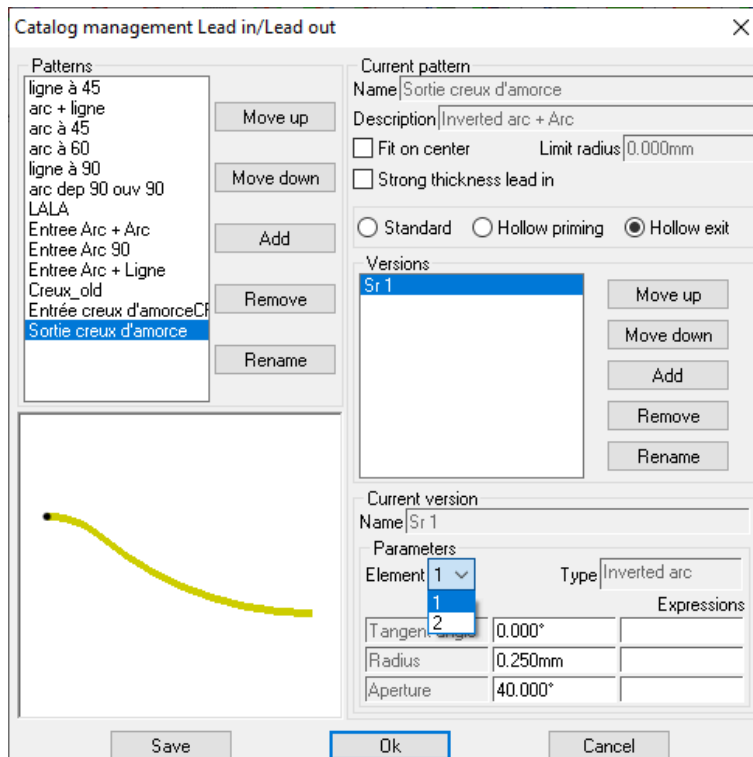 Catalog management Lead in/Lead out
Patterns
ligne à 45
arc + ligne
arc à 45
arc à 60
ligne à 90
arc dep 90 ouv 90
LALA
Entree Arc + Arc
Entree Arc 90
Entree Arc + Ligne
Creux_old
Entrée creux d'amorceCF
Sortie creux d'amorce
Move up
Move down
Add
Remove
Rename
Current pattern
Name Sortie creux d'amorce
Description Inverted arc + Arc
Fit on center Limit radius 0.000mm
Strong thickness lead in
Standard Hollow priming Hollow exit
Versions
Sr 1
Move up
Move down
Add
Remove
Rename
Current version
Name Sr 1
Parameters
Element 1 Type Inverted arc
1
2
Expressions
Tangent 0.000°
Radius 0.250mm
Aperture 40.000°
Save Ok Cancel